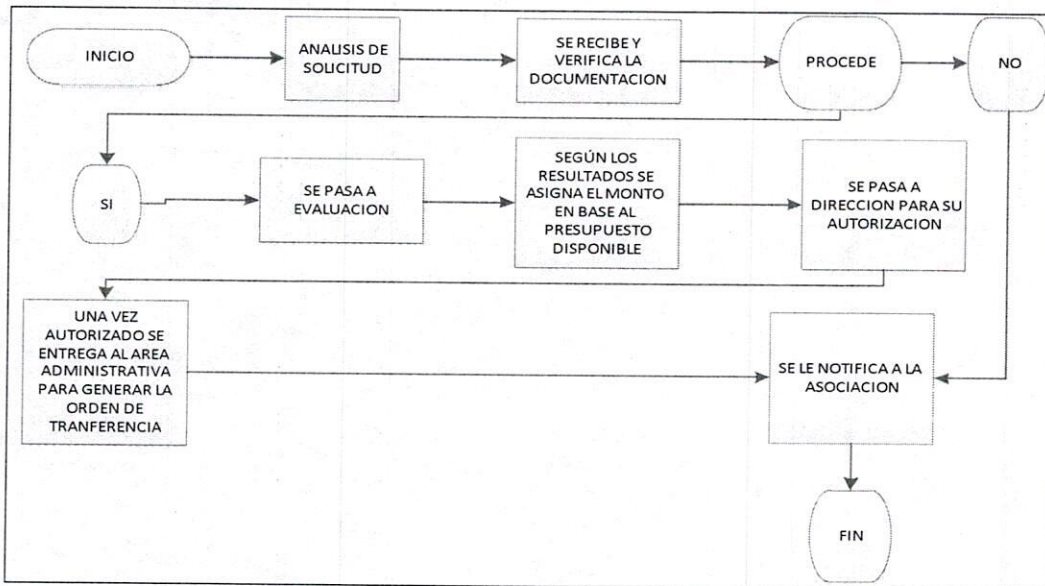 INICIO
ANALISIS DE
SOLICITUD
SE RECIBE Y
VERIFICA LA
DOCUMENTACION
PROCEDE
NO
SI
SE PASA A
EVALUACION
SEGÚN LOS
RESULTADOS SE
ASIGNA EL MONTO
EN BASE AL
PRESUPUESTO
DISPONIBLE
SE PASA A
DIRECCION PARA SU
AUTORIZACION
UNA VEZ
AUTORIZADO SE
ENTREGA AL AREA
ADMINISTRATIVA
PARA GENERAR LA
ORDEN DE
TRANFERENCIA
SE LE NOTIFICA A LA
ASOCIACION
FIN